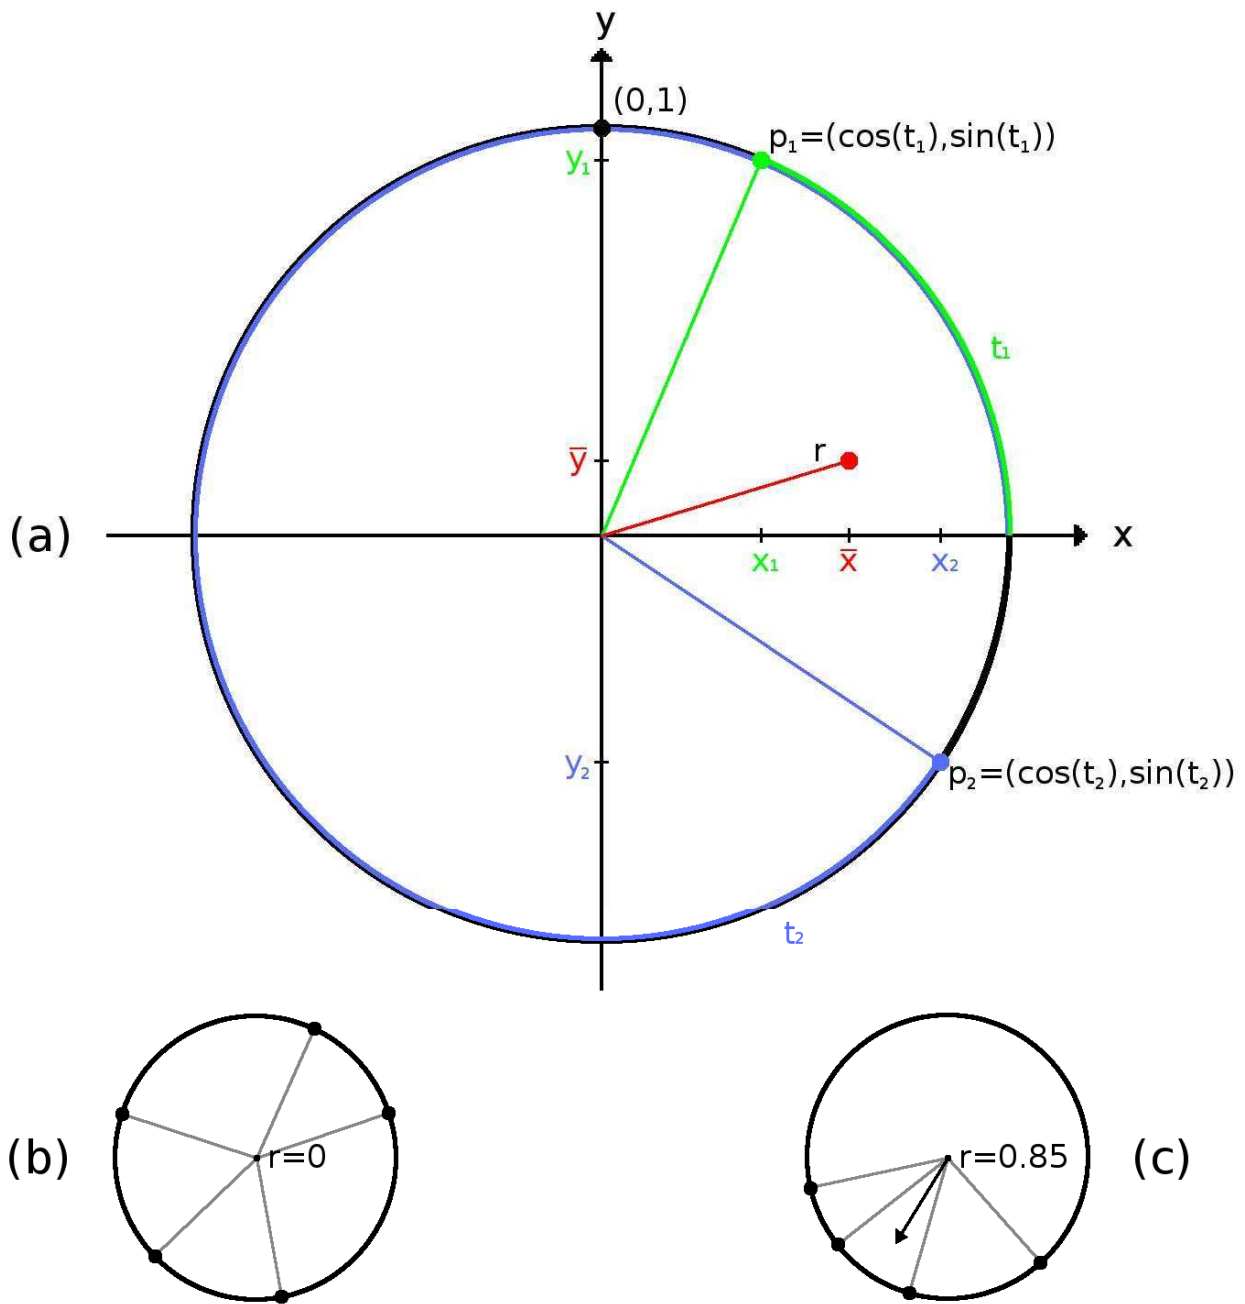 y
(0,1)
p₁=(cos(t₁),sin(t₁))
y₁
t₁
r
y̅
(a)
x
x₁ x̅ x₂
y₂
p₂=(cos(t₂),sin(t₂))
t₂
(b) r=0
r=0.85 (c)